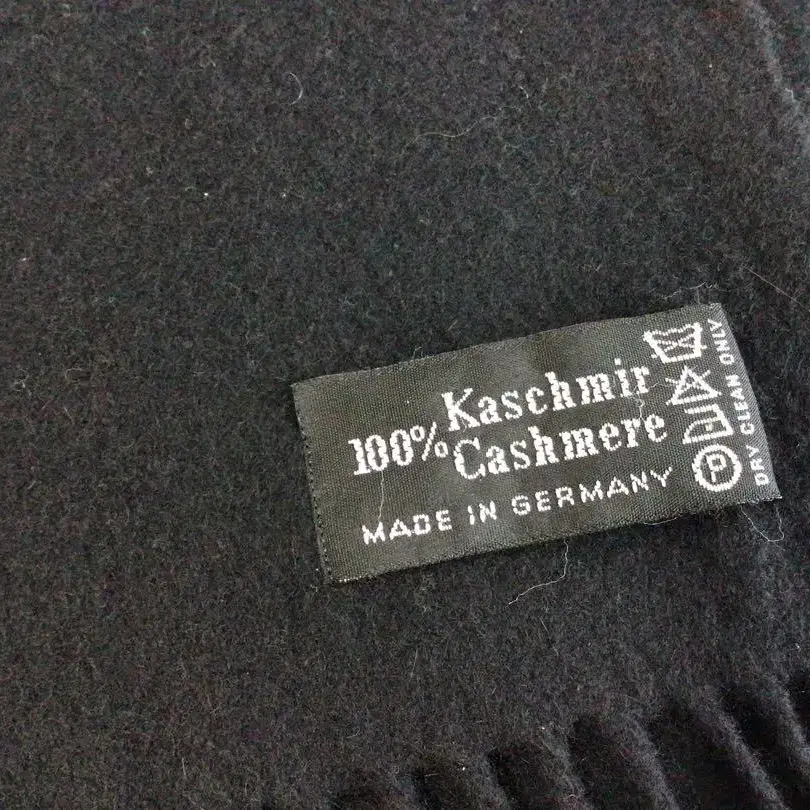 100% Kaschmir
Cashmere
MADE IN GERMANY
P
DRY CLEAN ONLY